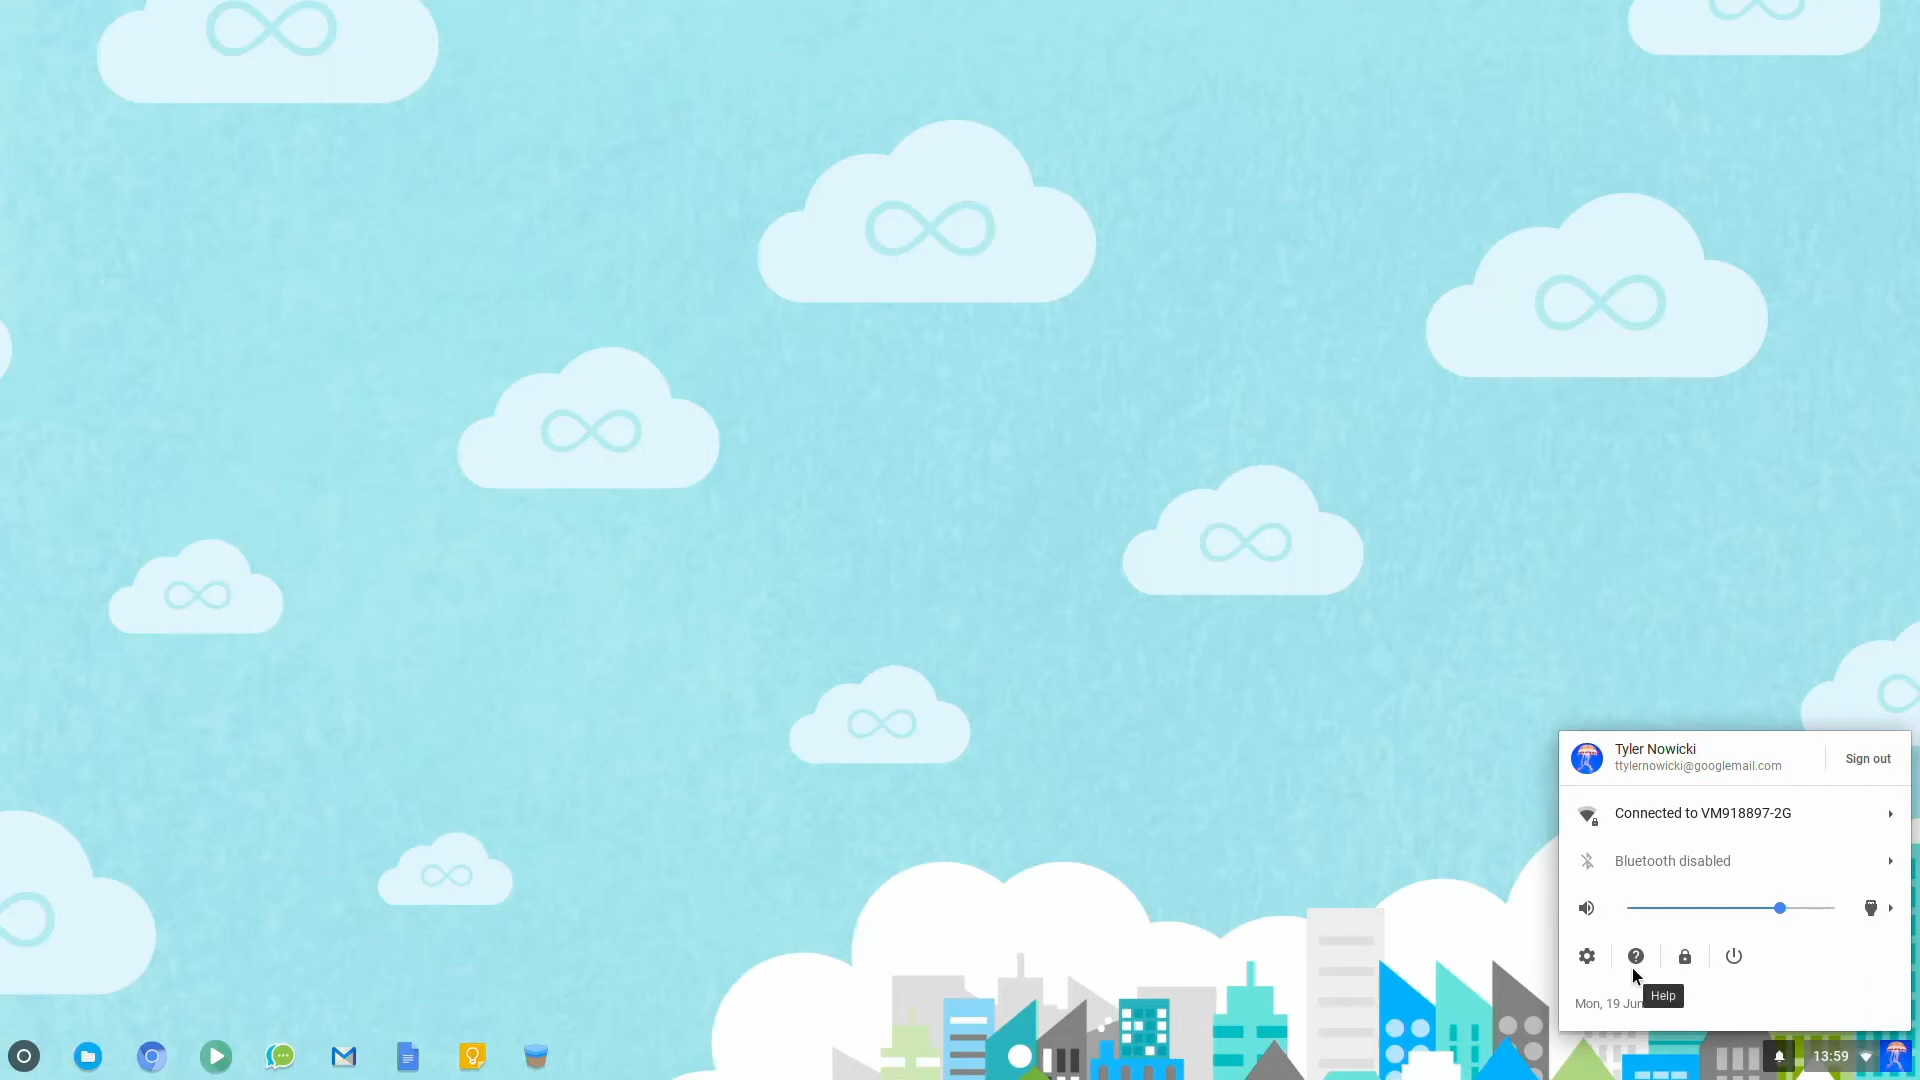 Tyler Nowicki
ttylernowicki@googlemail.com
Sign out
Connected to VM918897-2G
Bluetooth disabled
Mon, 19 Jun
Help
13:59